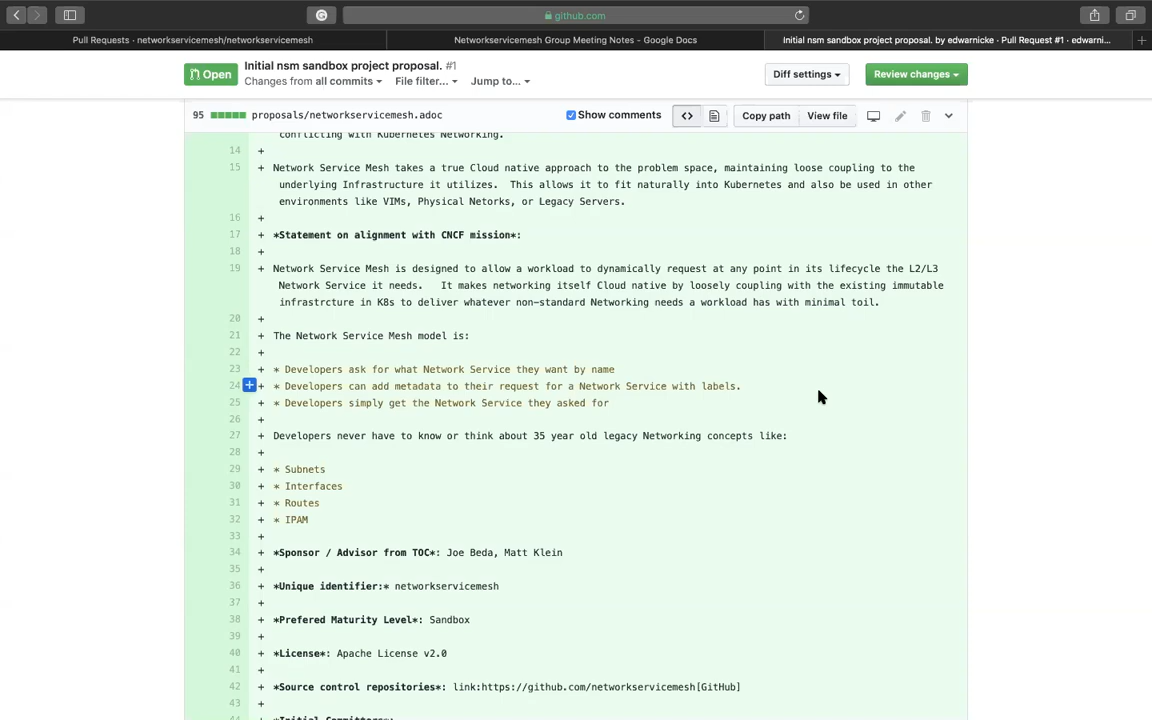 github.com
Pull Requests · networkservicemesh/networkservicemesh
Networkservicemesh Group Meeting Notes - Google Docs
Initial nsm sandbox project proposal. by edwarnicke · Pull Request #1 · edwarni...
Open
Initial nsm sandbox project proposal. #1
Changes from all commits
File filter...
Jump to...
Diff settings
Review changes
95
proposals/networkservicemesh.adoc
Show comments
Copy path
View file
conflicting with Kubernetes Networking.
14 +
15 + Network Service Mesh takes a true Cloud native approach to the problem space, maintaining loose coupling to the
underlying Infrastructure it utilizes.  This allows it to fit naturally into Kubernetes and also be used in other
environments like VIMs, Physical Netorks, or Legacy Servers.
16 +
17 + *Statement on alignment with CNCF mission*:
18 +
19 + Network Service Mesh is designed to allow a workload to dynamically request at any point in its lifecycle the L2/L3
Network Service it needs.   It makes networking itself Cloud native by loosely coupling with the existing immutable
infrastrcture in K8s to deliver whatever non-standard Networking needs a workload has with minimal toil.
20 +
21 + The Network Service Mesh model is:
22 +
23 + * Developers ask for what Network Service they want by name
24 + * Developers can add metadata to their request for a Network Service with labels.
25 + * Developers simply get the Network Service they asked for
26 +
27 + Developers never have to know or think about 35 year old legacy Networking concepts like:
28 +
29 + * Subnets
30 + * Interfaces
31 + * Routes
32 + * IPAM
33 +
34 + *Sponsor / Advisor from TOC*: Joe Beda, Matt Klein
35 +
36 + *Unique identifier:* networkservicemesh
37 +
38 + *Prefered Maturity Level*: Sandbox
39 +
40 + *License*: Apache License v2.0
41 +
42 + *Source control repositories*: link:https://github.com/networkservicemesh[GitHub]
43 +
44 + *Initial Committers*: